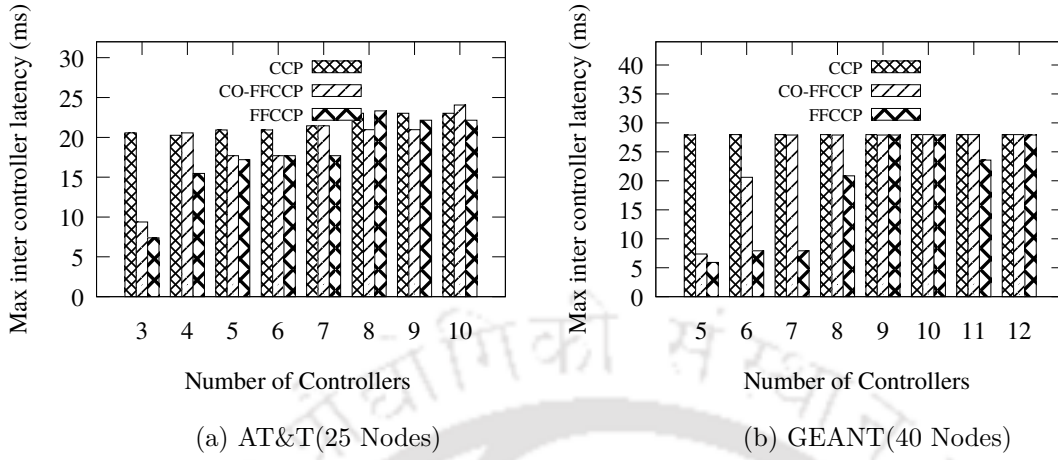 Max inter controller latency (ms)
30
25
20
15
10
5
0
CCP
CO-FFCCP
FFCCP
3 4 5 6 7 8 9 10
Number of Controllers
(a) AT&T(25 Nodes)
Max inter controller latency (ms)
40
35
30
25
20
15
10
5
0
CCP
CO-FFCCP
FFCCP
5 6 7 8 9 10 11 12
Number of Controllers
(b) GEANT(40 Nodes)